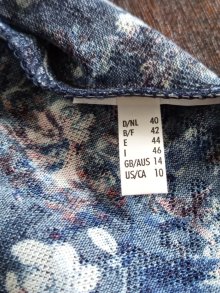 D/NL 40
B/F 42
E 44
I 46
GB/AUS 14
US/CA 10